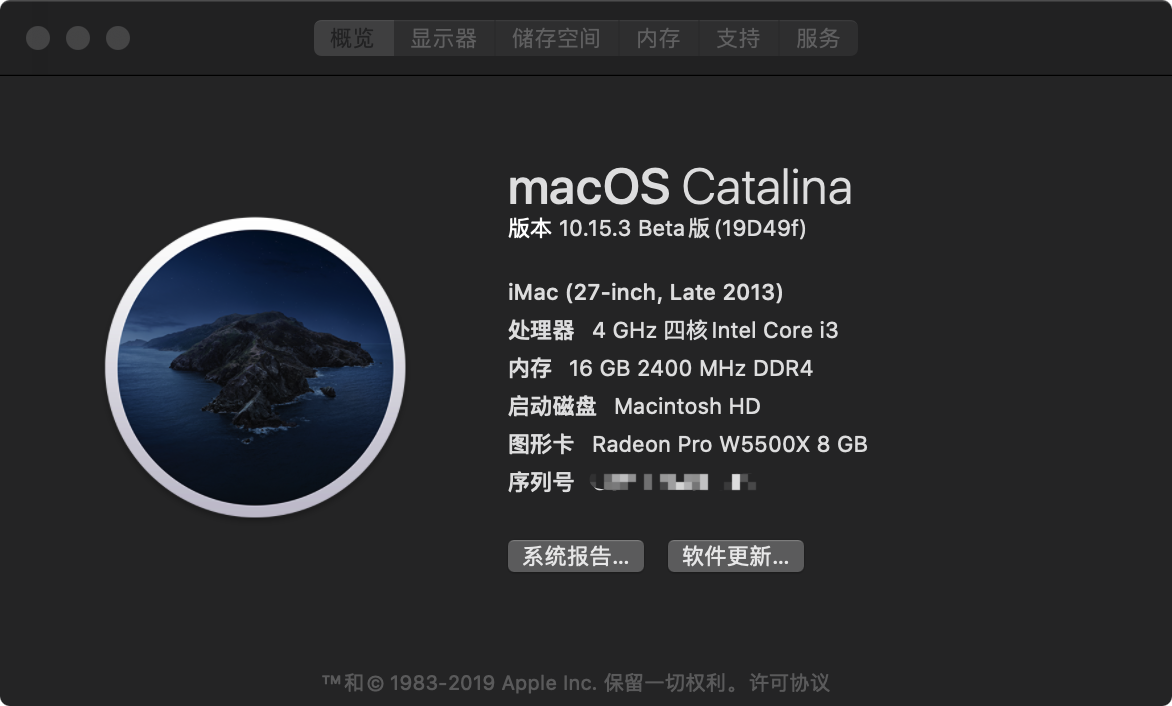 概览 显示器 储存空间 内存 支持 服务
macOS Catalina
版本 10.15.3 Beta版 (19D49f)
iMac (27-inch, Late 2013)
处理器 4 GHz 四核Intel Core i3
内存 16 GB 2400 MHz DDR4
启动磁盘 Macintosh HD
图形卡 Radeon Pro W5500X 8 GB
序列号
系统报告... 软件更新...
™和© 1983-2019 Apple Inc. 保留一切权利。许可协议